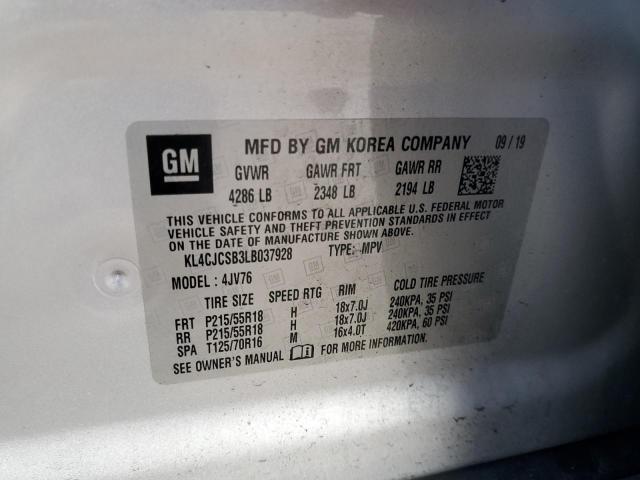 GM
MFD BY GM KOREA COMPANY 09/19
GVWR GAWR FRT GAWR RR
4286 LB 2348 LB 2194 LB
THIS VEHICLE CONFORMS TO ALL APPLICABLE U.S. FEDERAL MOTOR
VEHICLE SAFETY, AND THEFT PREVENTION STANDARDS IN EFFECT
ON THE DATE OF MANUFACTURE SHOWN ABOVE.
KL4CJCSB3LB037928 TYPE: MPV
MODEL: 4JV76
TIRE SIZE SPEED RTG RIM COLD TIRE PRESSURE
FRT P215/55R18 H 18x7.0J 240KPA, 35 PSI
RR P215/55R18 H 18x7.0J 240KPA, 35 PSI
SPA T125/70R16 M 16x4.0T 420KPA, 60 PSI
SEE OWNER'S MANUAL FOR MORE INFORMATION.